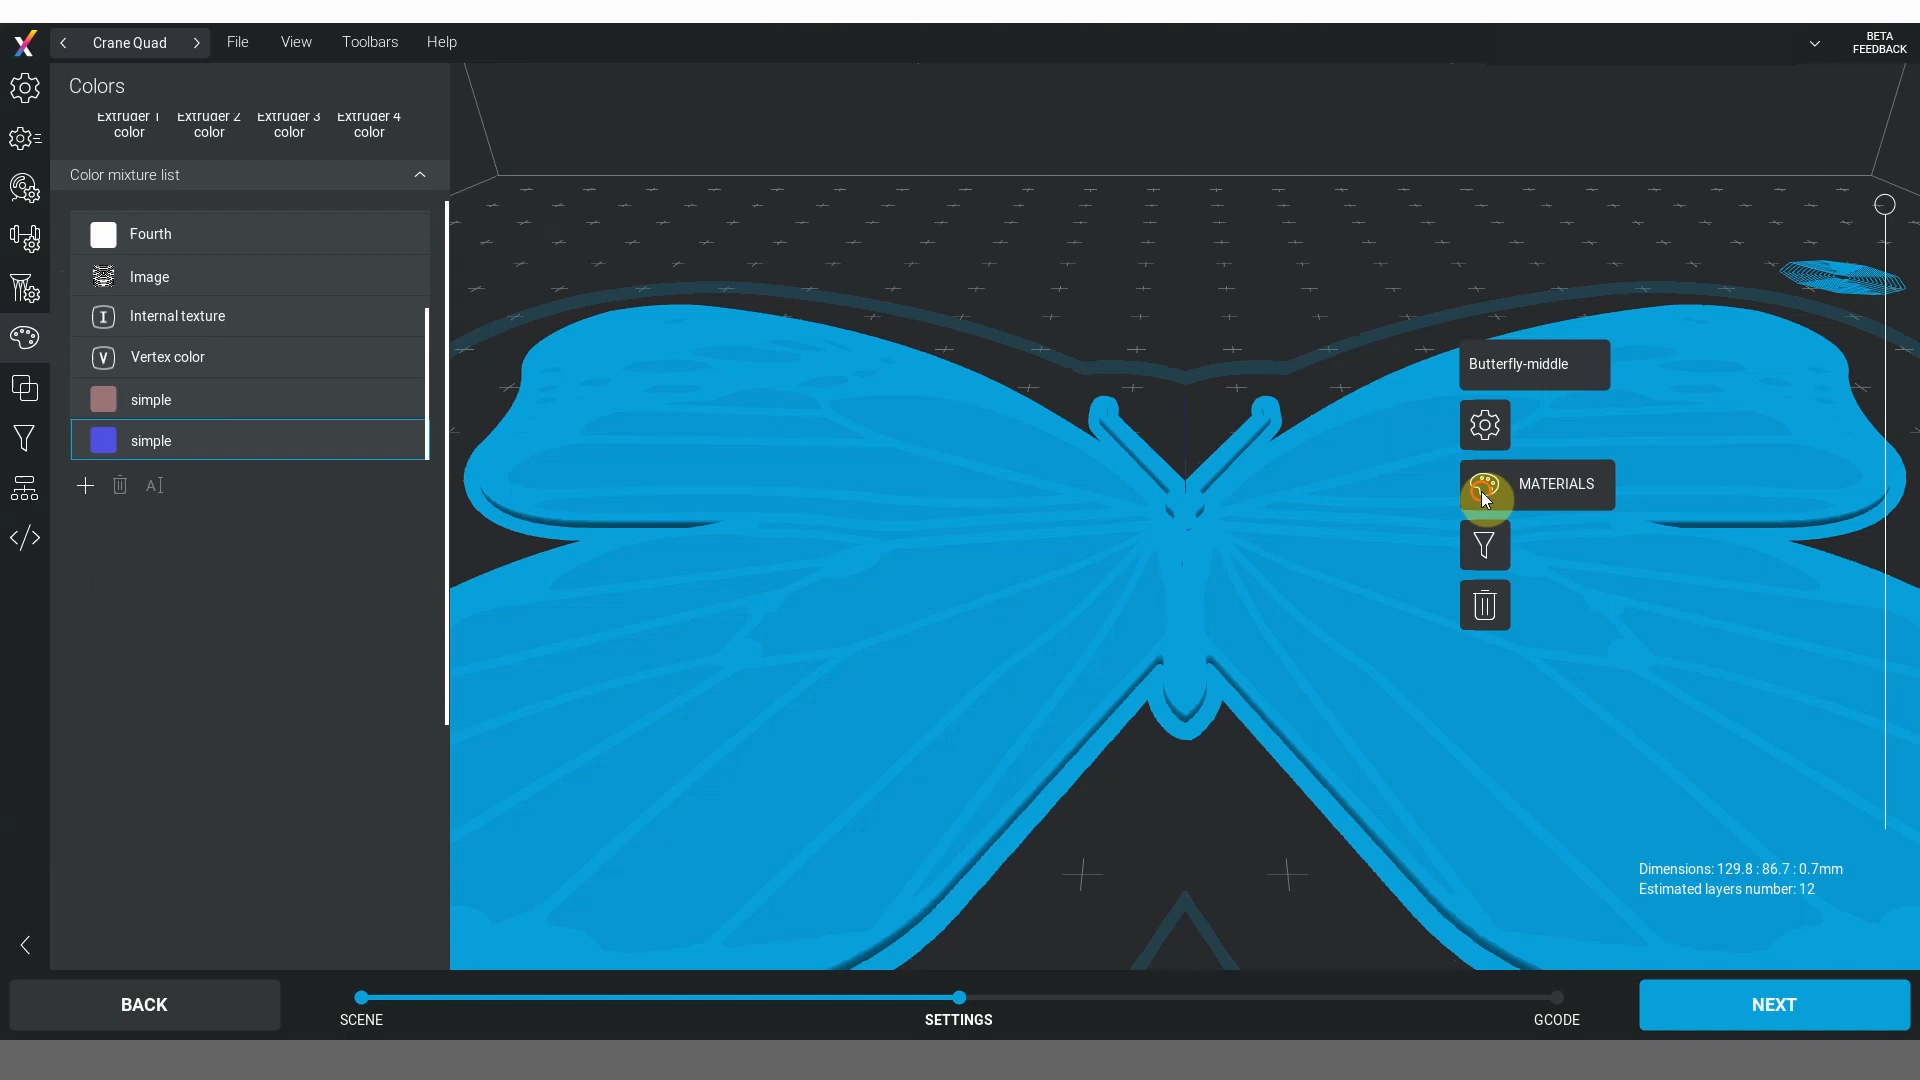 Crane Quad
File
View
Toolbars
Help
BETA
FEEDBACK
Colors
Extruder 1
color
Extruder 2
color
Extruder 3
color
Extruder 4
color
Color mixture list
Fourth
Image
I
Internal texture
V
Vertex color
simple
simple
AI
Butterfly-middle
MATERIALS
Dimensions: 129.8 : 86.7 : 0.7mm
Estimated layers number: 12
BACK
SCENE
SETTINGS
GCODE
NEXT